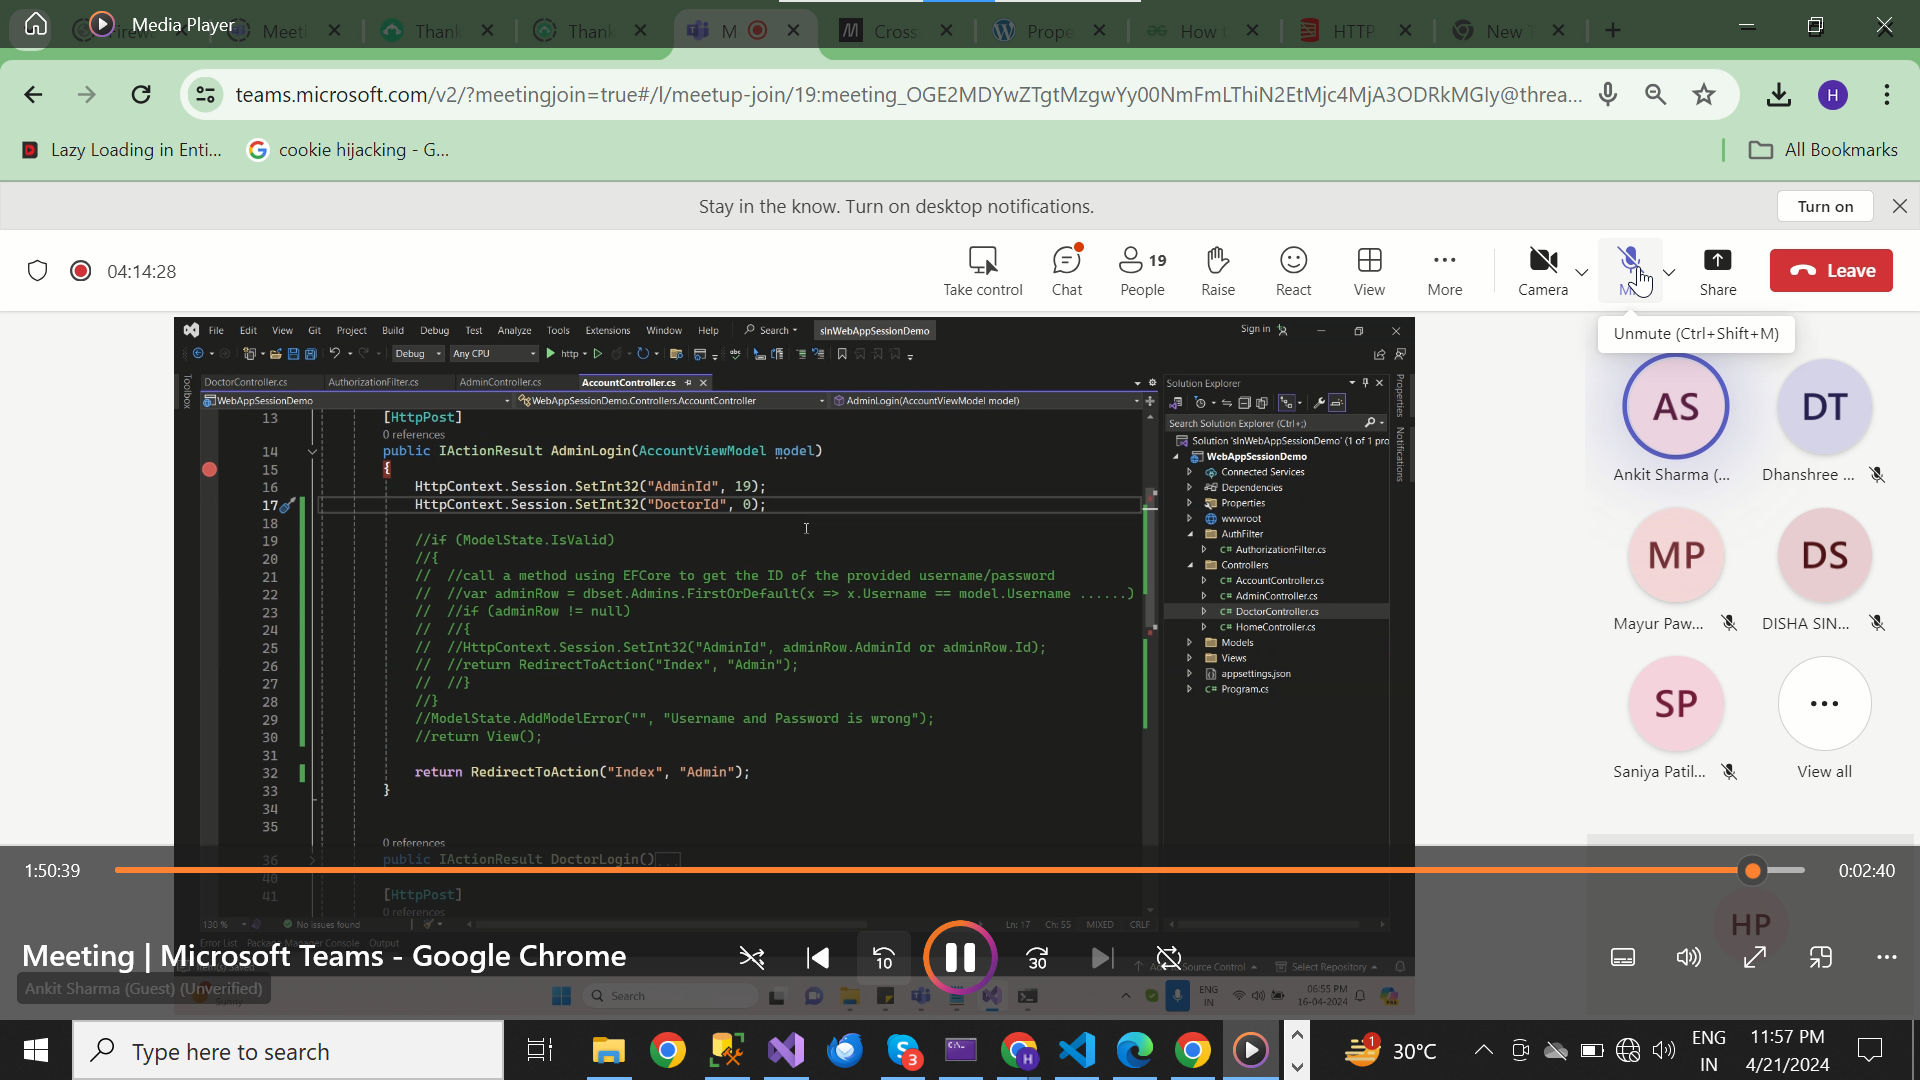 Media Player
M
Cross
Prope
How
HTTP
New
teams.microsoft.com/v2/?meetingjoin=true#/l/meetup-join/19:meeting_OGE2MDYwZTgtMzgwYy00NmFmLThiN2EtMjc4MjA3ODRkMGIy@threa...
H
Lazy Loading in Enti...
cookie hijacking - G...
All Bookmarks
Stay in the know. Turn on desktop notifications.
Turn on
04:14:28
Take control
Chat
19
People
Raise
React
View
More
Camera
Share
Leave
Unmute (Ctrl+Shift+M)
File Edit View Git Project Build Debug Test Analyze Tools Extensions Window Help Search slnWebAppSessionDemo Sign in
Debug Any CPU http
Toolbox
DoctorController.cs AuthorizationFilter.cs AdminController.cs AccountController.cs
WebAppSessionDemo WebAppSessionDemo.Controllers.AccountController AdminLogin(AccountViewModel model)
13 [HttpPost]
0 references
14 public IActionResult AdminLogin(AccountViewModel model)
15 {
16 HttpContext.Session.SetInt32("AdminId", 19);
17 HttpContext.Session.SetInt32("DoctorId", 0);
18
19 //if (ModelState.IsValid)
20 //{
21 // //call a method using EFCore to get the ID of the provided username/password
22 // //var adminRow = dbset.Admins.FirstOrDefault(x => x.Username == model.Username ......)
23 // //if (adminRow != null)
24 // //{
25 // //HttpContext.Session.SetInt32("AdminId", adminRow.AdminId or adminRow.Id);
26 // //return RedirectToAction("Index", "Admin");
27 // //}
28 //}
29 //ModelState.AddModelError("", "Username and Password is wrong");
30 //return View();
31
32 return RedirectToAction("Index", "Admin");
33 }
34
35
0 references
36 public IActionResult DoctorLogin()...
40
41 [HttpPost]
0 references
130 % No issues found Ln: 17 Ch: 55 MIXED CRLF
Error List Package Manager Console Output
Solution Explorer
Search Solution Explorer (Ctrl+;)
Solution 'slnWebAppSessionDemo' (1 of 1 pro
WebAppSessionDemo
Connected Services
Dependencies
Properties
wwwroot
AuthFilter
C# AuthorizationFilter.cs
Controllers
C# AccountController.cs
C# AdminController.cs
C# DoctorController.cs
C# HomeController.cs
Models
Views
appsettings.json
C# Program.cs
Properties
Notifications
AS
Ankit Sharma (...
DT
Dhanshree ...
MP
Mayur Paw...
DS
DISHA SIN...
SP
Saniya Patil...
View all
HP
1:50:39
0:02:40
Meeting | Microsoft Teams - Google Chrome
10
30
Source Control Select Repository
Ankit Sharma (Guest) (Unverified)
Sunny
Search
ENG
IN
06:55 PM
16-04-2024
Type here to search
3
H
1
30°C
ENG
IN
11:57 PM
4/21/2024